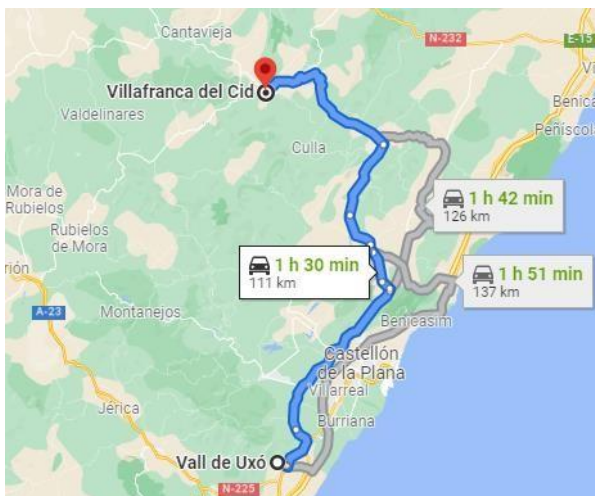 Cantavieja
N-232
E-15
Villafranca del Cid
Valdelinares
Peñíscola
Culla
Mora de
Rubielos
Rubielos
de Mora
1 h 42 min
126 km
1 h 30 min
111 km
1 h 51 min
137 km
A-23
Montanejos
Benicasim
Castellón
de la Plana
Villarreal
Jérica
Burriana
Vall de Uxó
N-225